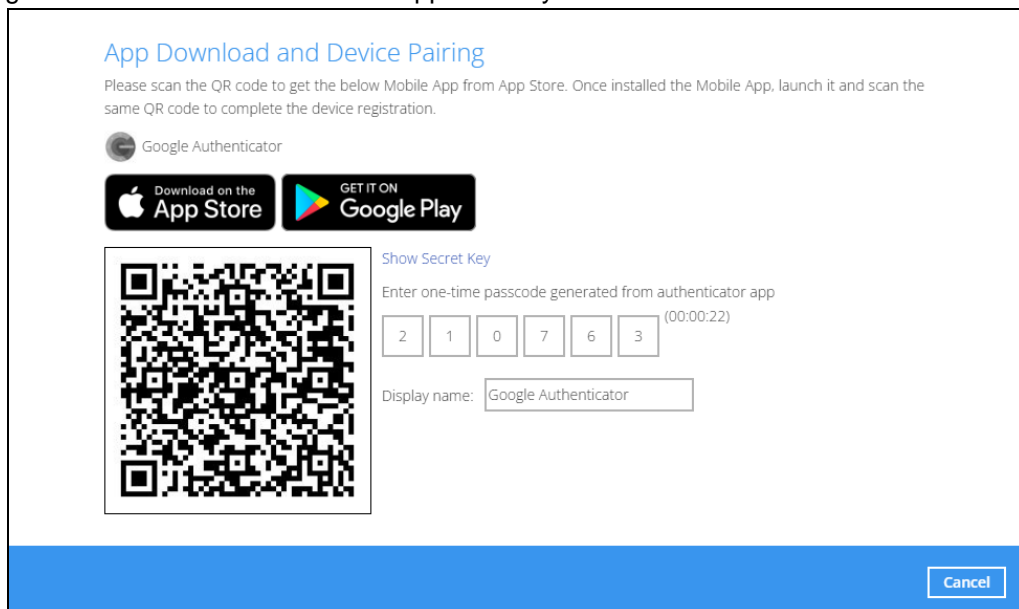 App Download and Device Pairing
Please scan the QR code to get the below Mobile App from App Store. Once installed the Mobile App, launch it and scan the
same QR code to complete the device registration.
Google Authenticator
Download on the
App Store
GET IT ON
Google Play
Show Secret Key
Enter one-time passcode generated from authenticator app
2 1 0 7 6 3 (00:00:22)
Display name: Google Authenticator
Cancel